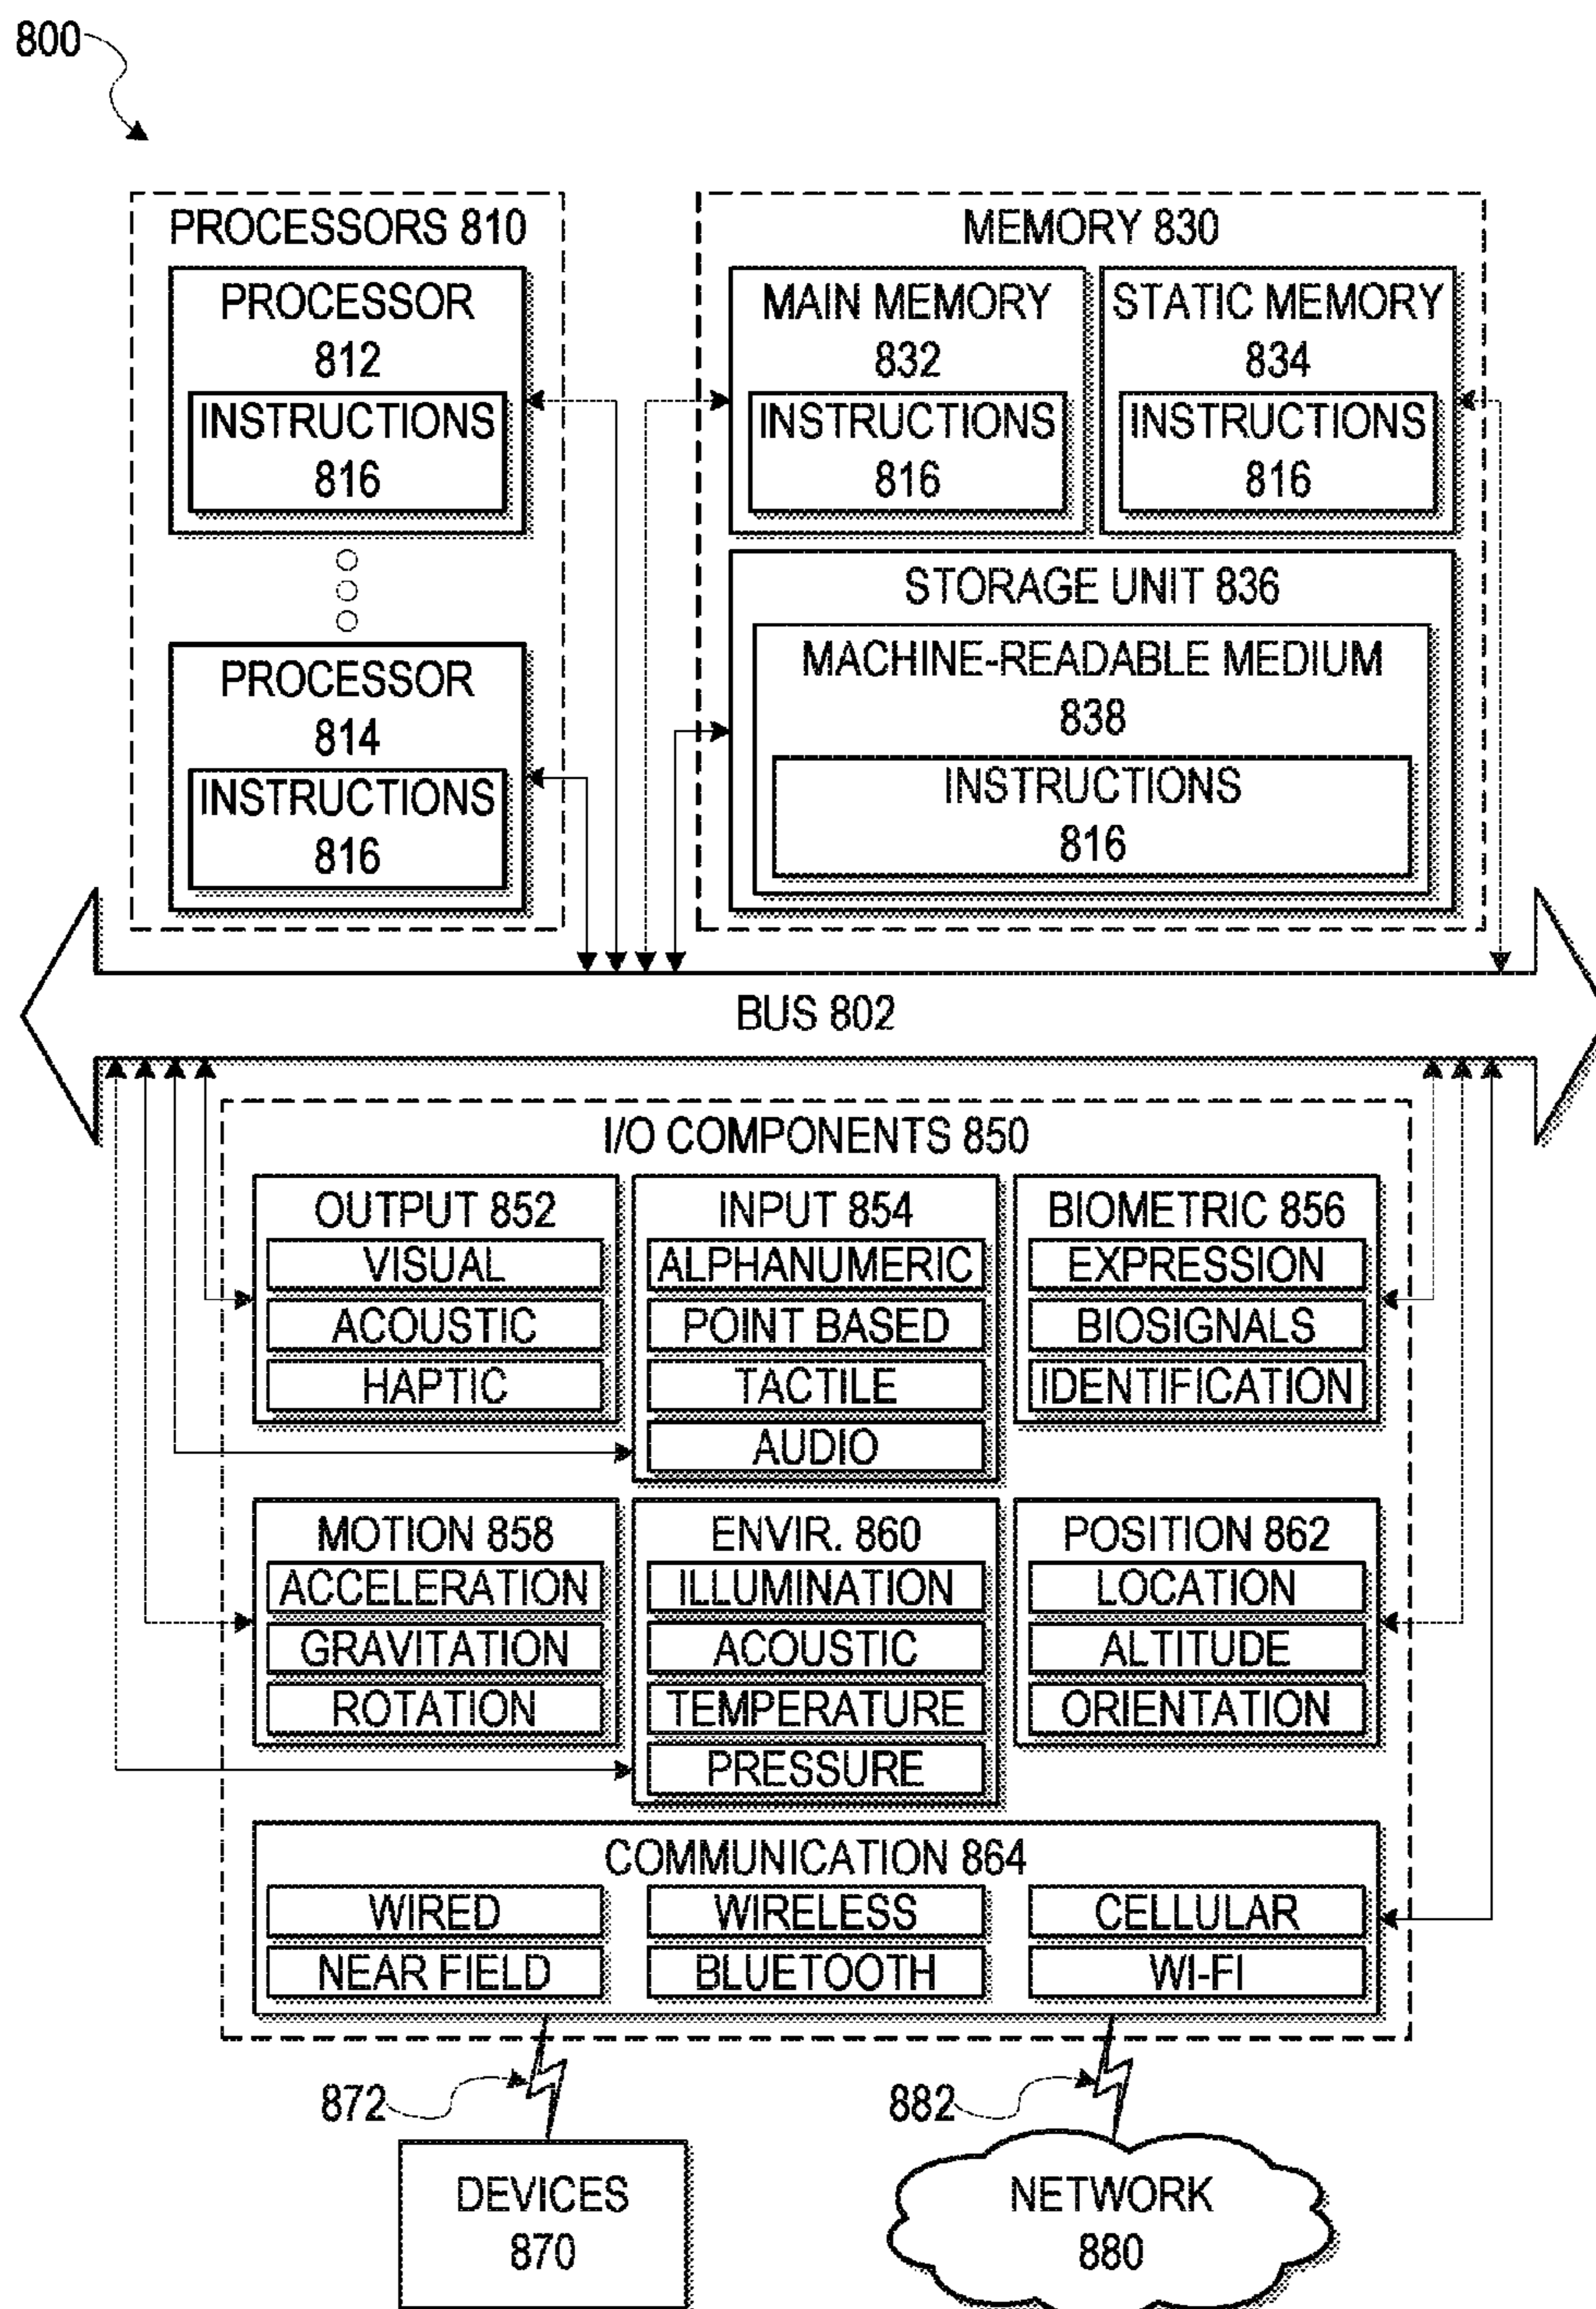 800
PROCESSORS 810
PROCESSOR
812
INSTRUCTIONS
816
PROCESSOR
814
INSTRUCTIONS
816
MEMORY 830
MAIN MEMORY
832
INSTRUCTIONS
816
STATIC MEMORY
834
INSTRUCTIONS
816
STORAGE UNIT 836
MACHINE-READABLE MEDIUM
838
INSTRUCTIONS
816
BUS 802
I/O COMPONENTS 850
OUTPUT 852
VISUAL
ACOUSTIC
HAPTIC
INPUT 854
ALPHANUMERIC
POINT BASED
TACTILE
AUDIO
BIOMETRIC 856
EXPRESSION
BIOSIGNALS
IDENTIFICATION
MOTION 858
ACCELERATION
GRAVITATION
ROTATION
ENVIR. 860
ILLUMINATION
ACOUSTIC
TEMPERATURE
PRESSURE
POSITION 862
LOCATION
ALTITUDE
ORIENTATION
COMMUNICATION 864
WIRED
WIRELESS
CELLULAR
NEAR FIELD
BLUETOOTH
WI-FI
872
882
DEVICES
870
NETWORK
880